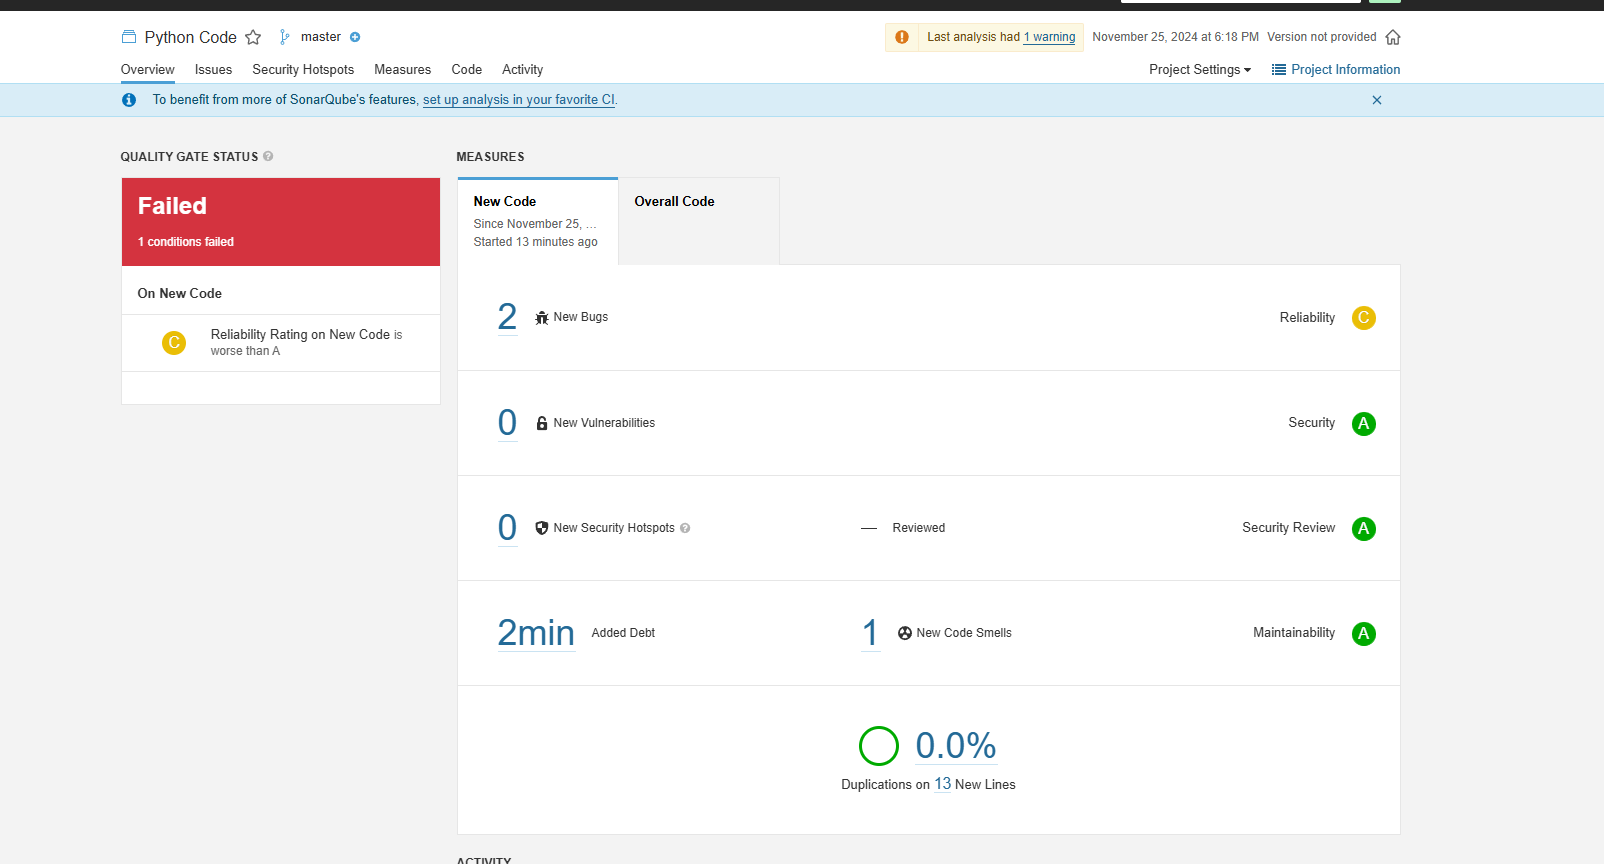 Python Code master
Last analysis had 1 warning November 25, 2024 at 6:18 PM Version not provided
Overview Issues Security Hotspots Measures Code Activity
Project Settings Project Information
To benefit from more of SonarQube's features, set up analysis in your favorite CI.
QUALITY GATE STATUS
Failed
1 conditions failed
On New Code
C
Reliability Rating on New Code is
worse than A
MEASURES
New Code
Since November 25, ...
Started 13 minutes ago
Overall Code
2 New Bugs Reliability C
0 New Vulnerabilities Security A
0 New Security Hotspots — Reviewed Security Review A
2min Added Debt 1 New Code Smells Maintainability A
0.0%
Duplications on 13 New Lines
ACTIVITY